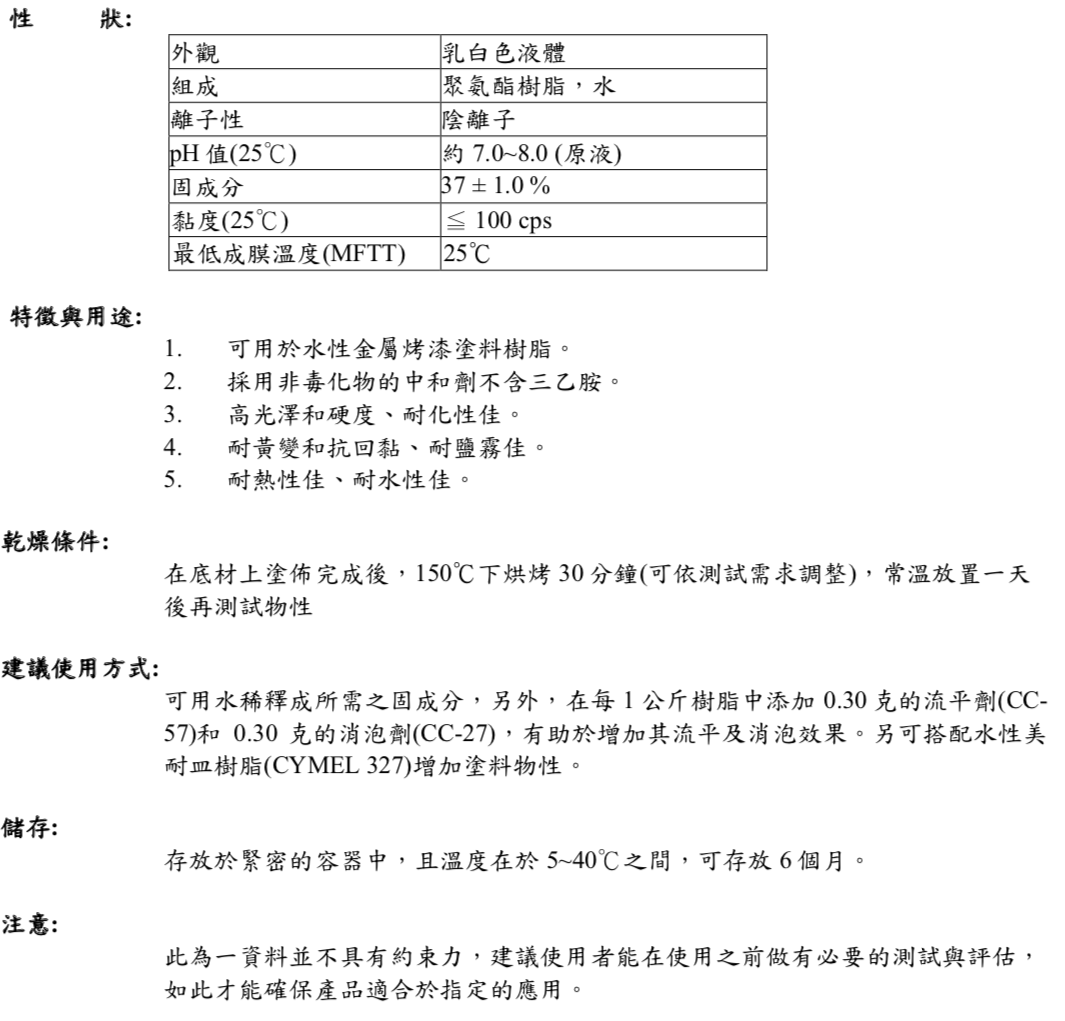 性　　狀:
外觀 乳白色液體
組成 聚氨酯樹脂，水
離子性 陰離子
pH 值(25℃) 約 7.0~8.0 (原液)
固成分 37 ± 1.0 %
黏度(25℃) ≦ 100 cps
最低成膜溫度(MFTT) 25℃
特徵與用途:
1. 可用於水性金屬烤漆塗料樹脂。
2. 採用非毒化物的中和劑不含三乙胺。
3. 高光澤和硬度、耐化性佳。
4. 耐黃變和抗回黏、耐鹽霧佳。
5. 耐熱性佳、耐水性佳。
乾燥條件:
在底材上塗佈完成後，150℃下烘烤 30 分鐘(可依測試需求調整)，常溫放置一天
後再測試物性
建議使用方式:
可用水稀釋成所需之固成分，另外，在每 1 公斤樹脂中添加 0.30 克的流平劑(CC-
57)和 0.30 克的消泡劑(CC-27)，有助於增加其流平及消泡效果。另可搭配水性美
耐皿樹脂(CYMEL 327)增加塗料物性。
儲存:
存放於緊密的容器中，且溫度在於 5~40℃之間，可存放 6 個月。
注意:
此為一資料並不具有約束力，建議使用者能在使用之前做有必要的測試與評估，
如此才能確保產品適合於指定的應用。